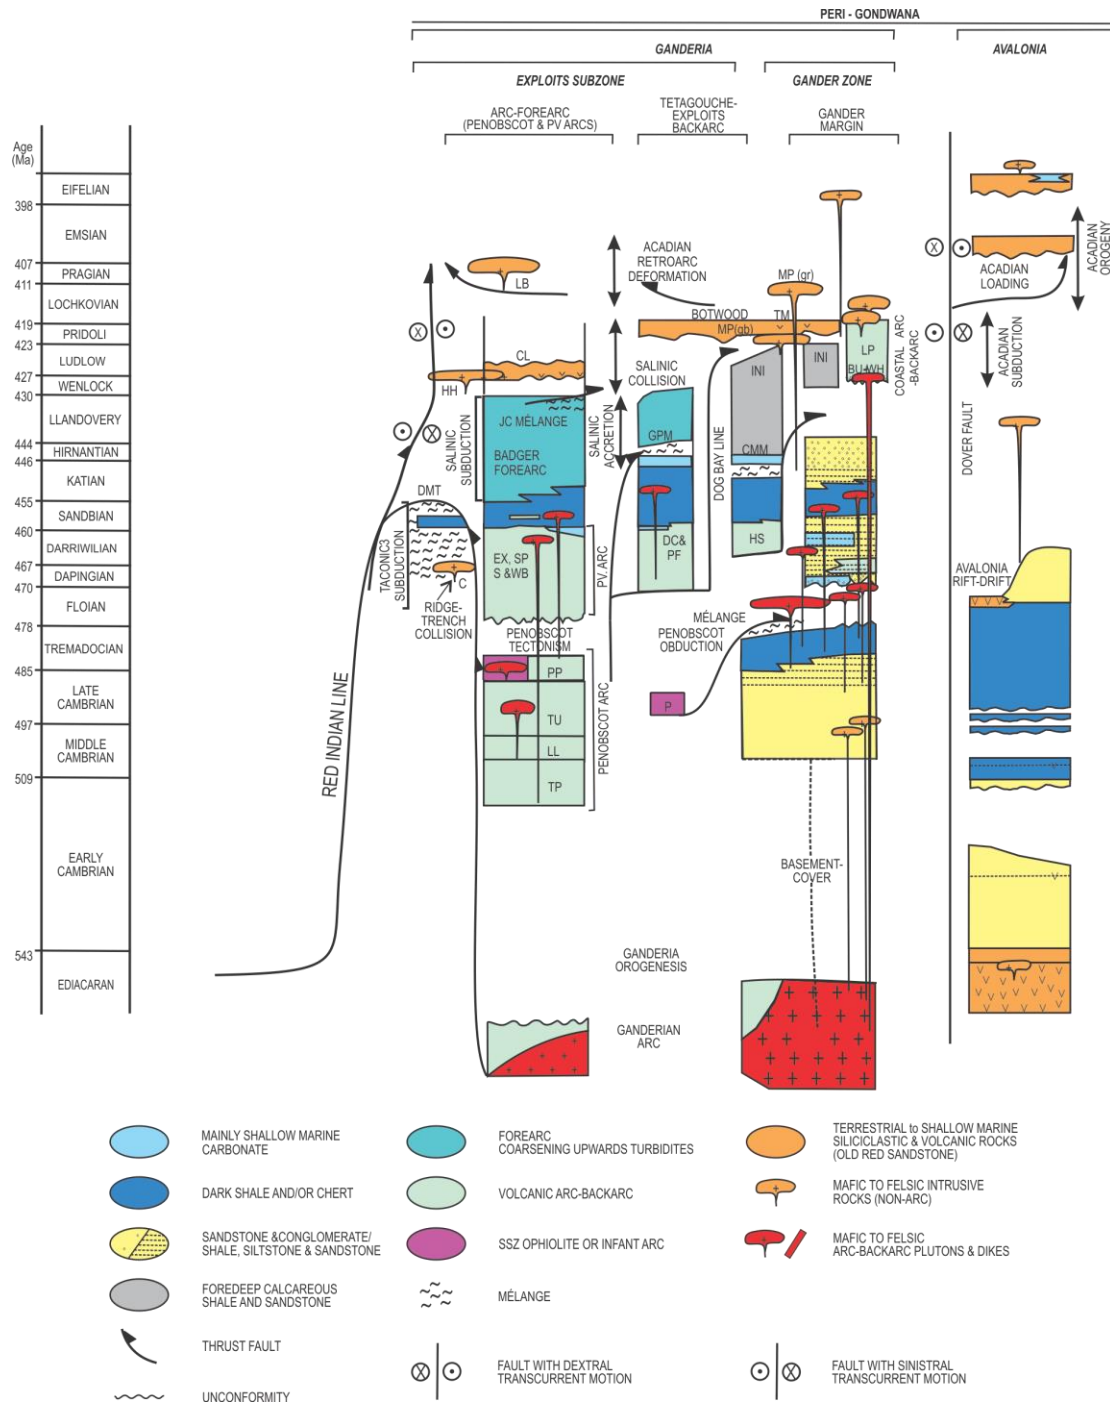 PERI - GONDWANA
GANDERIA
AVALONIA
EXPLOITS SUBZONE
GANDER ZONE
ARC-FOREARC
(PENOBSCOT & PV ARCS)
TETAGOUCHE-
EXPLOITS
BACKARC
GANDER
MARGIN
Age
(Ma)
EIFELIAN
398
EMSIAN
407
PRAGIAN
411
LOCHKOVIAN
419
PRIDOLI
423
LUDLOW
427
WENLOCK
430
LLANDOVERY
444
HIRNANTIAN
446
KATIAN
455
SANDBIAN
460
DARRIWILIAN
467
DAPINGIAN
470
FLOIAN
478
TREMADOCIAN
485
LATE
CAMBRIAN
497
MIDDLE
CAMBRIAN
509
EARLY
CAMBRIAN
543
EDIACARAN
RED INDIAN LINE
LB
ACADIAN
RETROARC
DEFORMATION
CL
HH
SALINIC
SUBDUCTION
JC MÉLANGE
BADGER
FOREARC
SALINIC
ACCRETION
SALINIC
COLLISION
DMT
TACONIC3
SUBDUCTION
C
RIDGE-
TRENCH
COLLISION
EX, SP
S &WB
PV. ARC
PENOBSCOT
TECTONISM
PP
TU
LL
TP
PENOBSCOT ARC
GPM
DC&
PF
DOG BAY LINE
BOTWOOD
MP(gb)
TM
MP (gr)
INI
INI
CMM
HS
LP
BU WH
COASTAL ARC
-BACKARC
MÉLANGE
PENOBSCOT
OBDUCTION
P
BASEMENT-
COVER
GANDERIA
OROGENESIS
GANDERIAN
ARC
DOVER FAULT
ACADIAN
LOADING
ACADIAN
OROGENY
ACADIAN
SUBDUCTION
AVALONIA
RIFT-DRIFT
MAINLY SHALLOW MARINE
CARBONATE
FOREARC
COARSENING UPWARDS TURBIDITES
TERRESTRIAL to SHALLOW MARINE
SILICICLASTIC & VOLCANIC ROCKS
(OLD RED SANDSTONE)
DARK SHALE AND/OR CHERT
VOLCANIC ARC-BACKARC
MAFIC TO FELSIC INTRUSIVE
ROCKS (NON-ARC)
SANDSTONE &CONGLOMERATE/
SHALE, SILTSTONE & SANDSTONE
SSZ OPHIOLITE OR INFANT ARC
MAFIC TO FELSIC
ARC-BACKARC PLUTONS & DIKES
FOREDEEP CALCAREOUS
SHALE AND SANDSTONE
MÉLANGE
THRUST FAULT
FAULT WITH DEXTRAL
TRANSCURRENT MOTION
FAULT WITH SINISTRAL
TRANSCURRENT MOTION
UNCONFORMITY